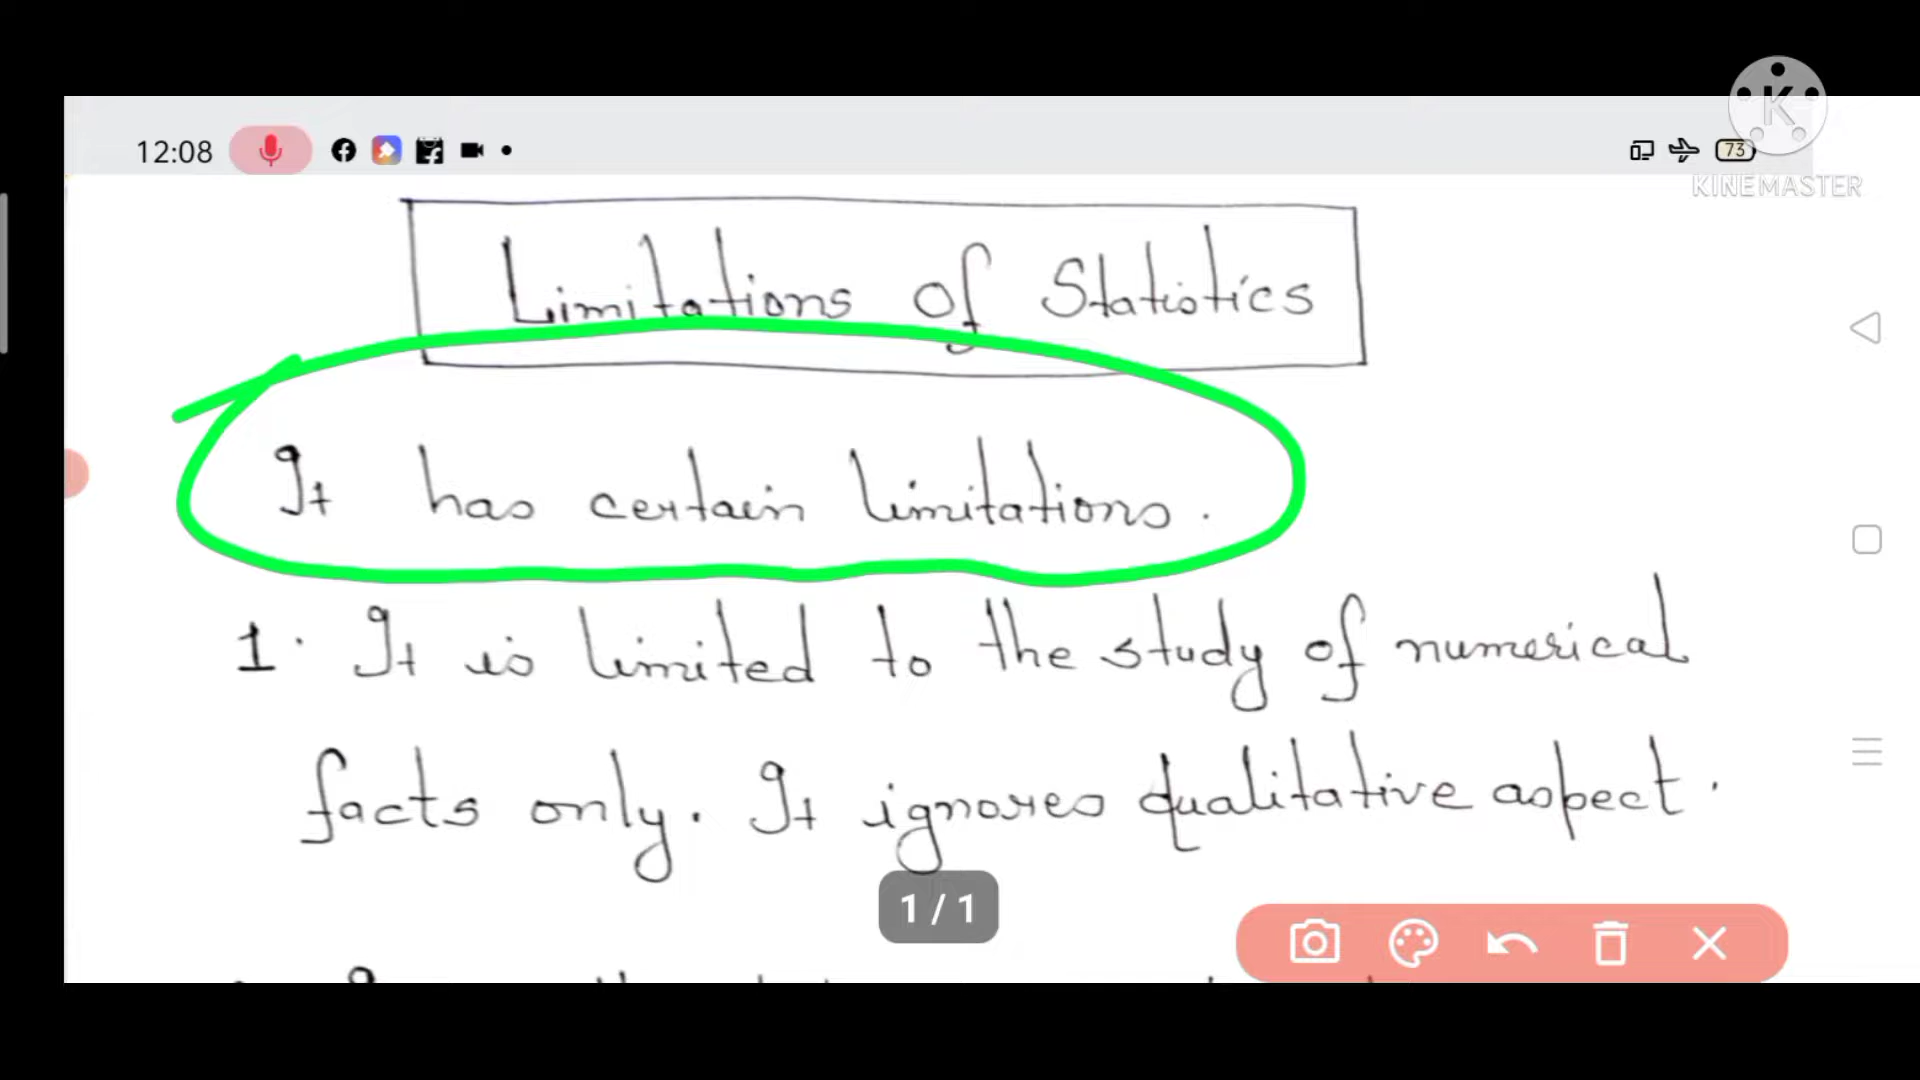 12:08
73
KINEMASTER
Limitations of Statistics
It has certain limitations.
1. It is limited to the study of numerical
facts only. It ignores qualitative aspect.
1/1